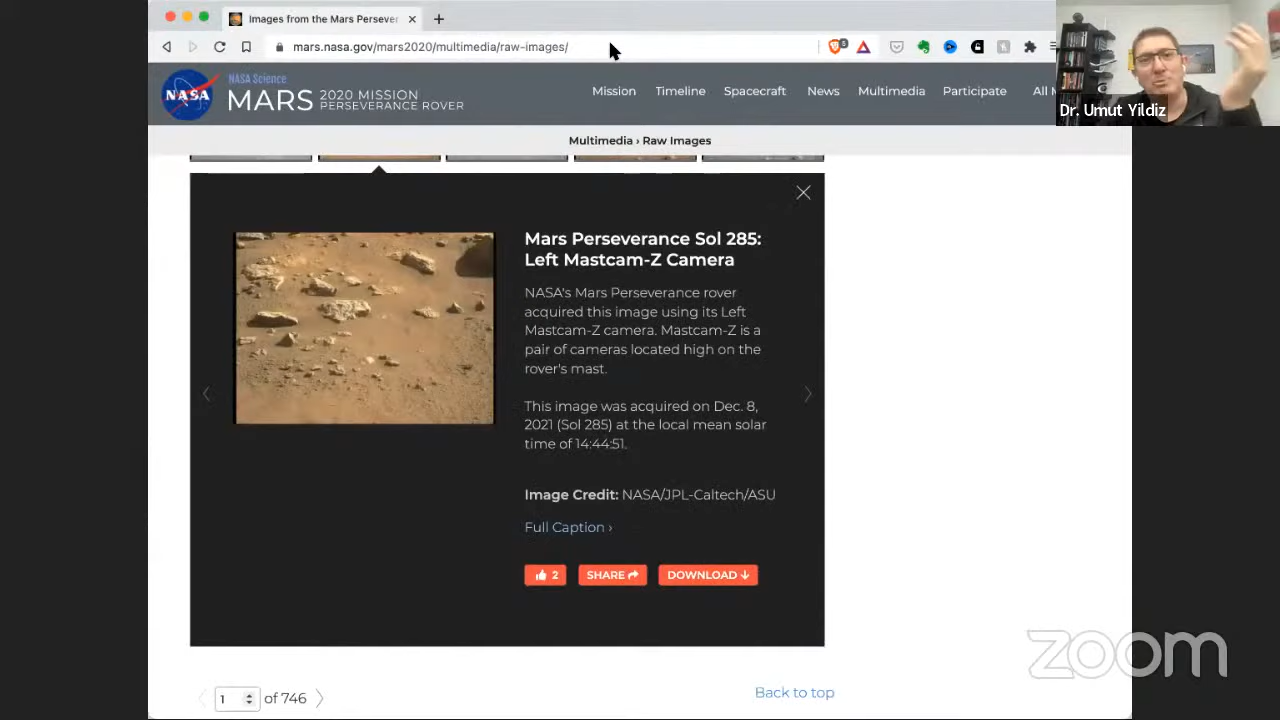 Images from the Mars Persever
mars.nasa.gov/mars2020/multimedia/raw-images/
Dr. Umut Yildiz
NASA
NASA Science
MARS 2020 MISSION
PERSEVERANCE ROVER
Mission Timeline Spacecraft News Multimedia Participate All
Multimedia › Raw Images
Mars Perseverance Sol 285:
Left Mastcam-Z Camera
NASA's Mars Perseverance rover
acquired this image using its Left
Mastcam-Z camera. Mastcam-Z is a
pair of cameras located high on the
rover's mast.
This image was acquired on Dec. 8,
2021 (Sol 285) at the local mean solar
time of 14:44:51.
Image Credit: NASA/JPL-Caltech/ASU
Full Caption ›
2 SHARE DOWNLOAD
zoom
1 of 746
Back to top